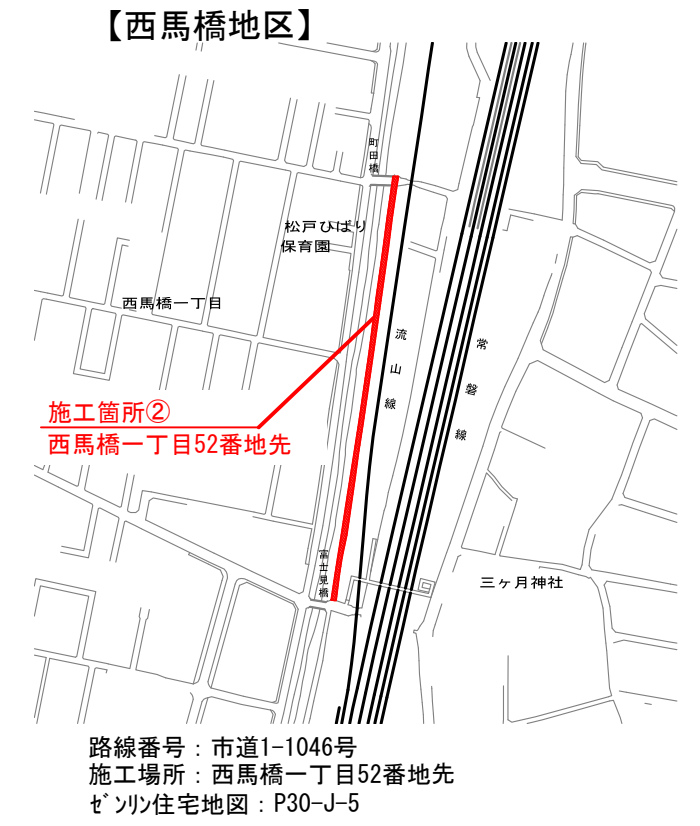 【西馬橋地区】
町田橋
松戸ひばり
保育園
西馬橋一丁目
流山線
常磐線
施工箇所②
西馬橋一丁目52番地先
富士見橋
三ヶ月神社
路線番号：市道1-1046号
施工場所：西馬橋一丁目52番地先
ｾﾞﾝﾘﾝ住宅地図：P30-J-5